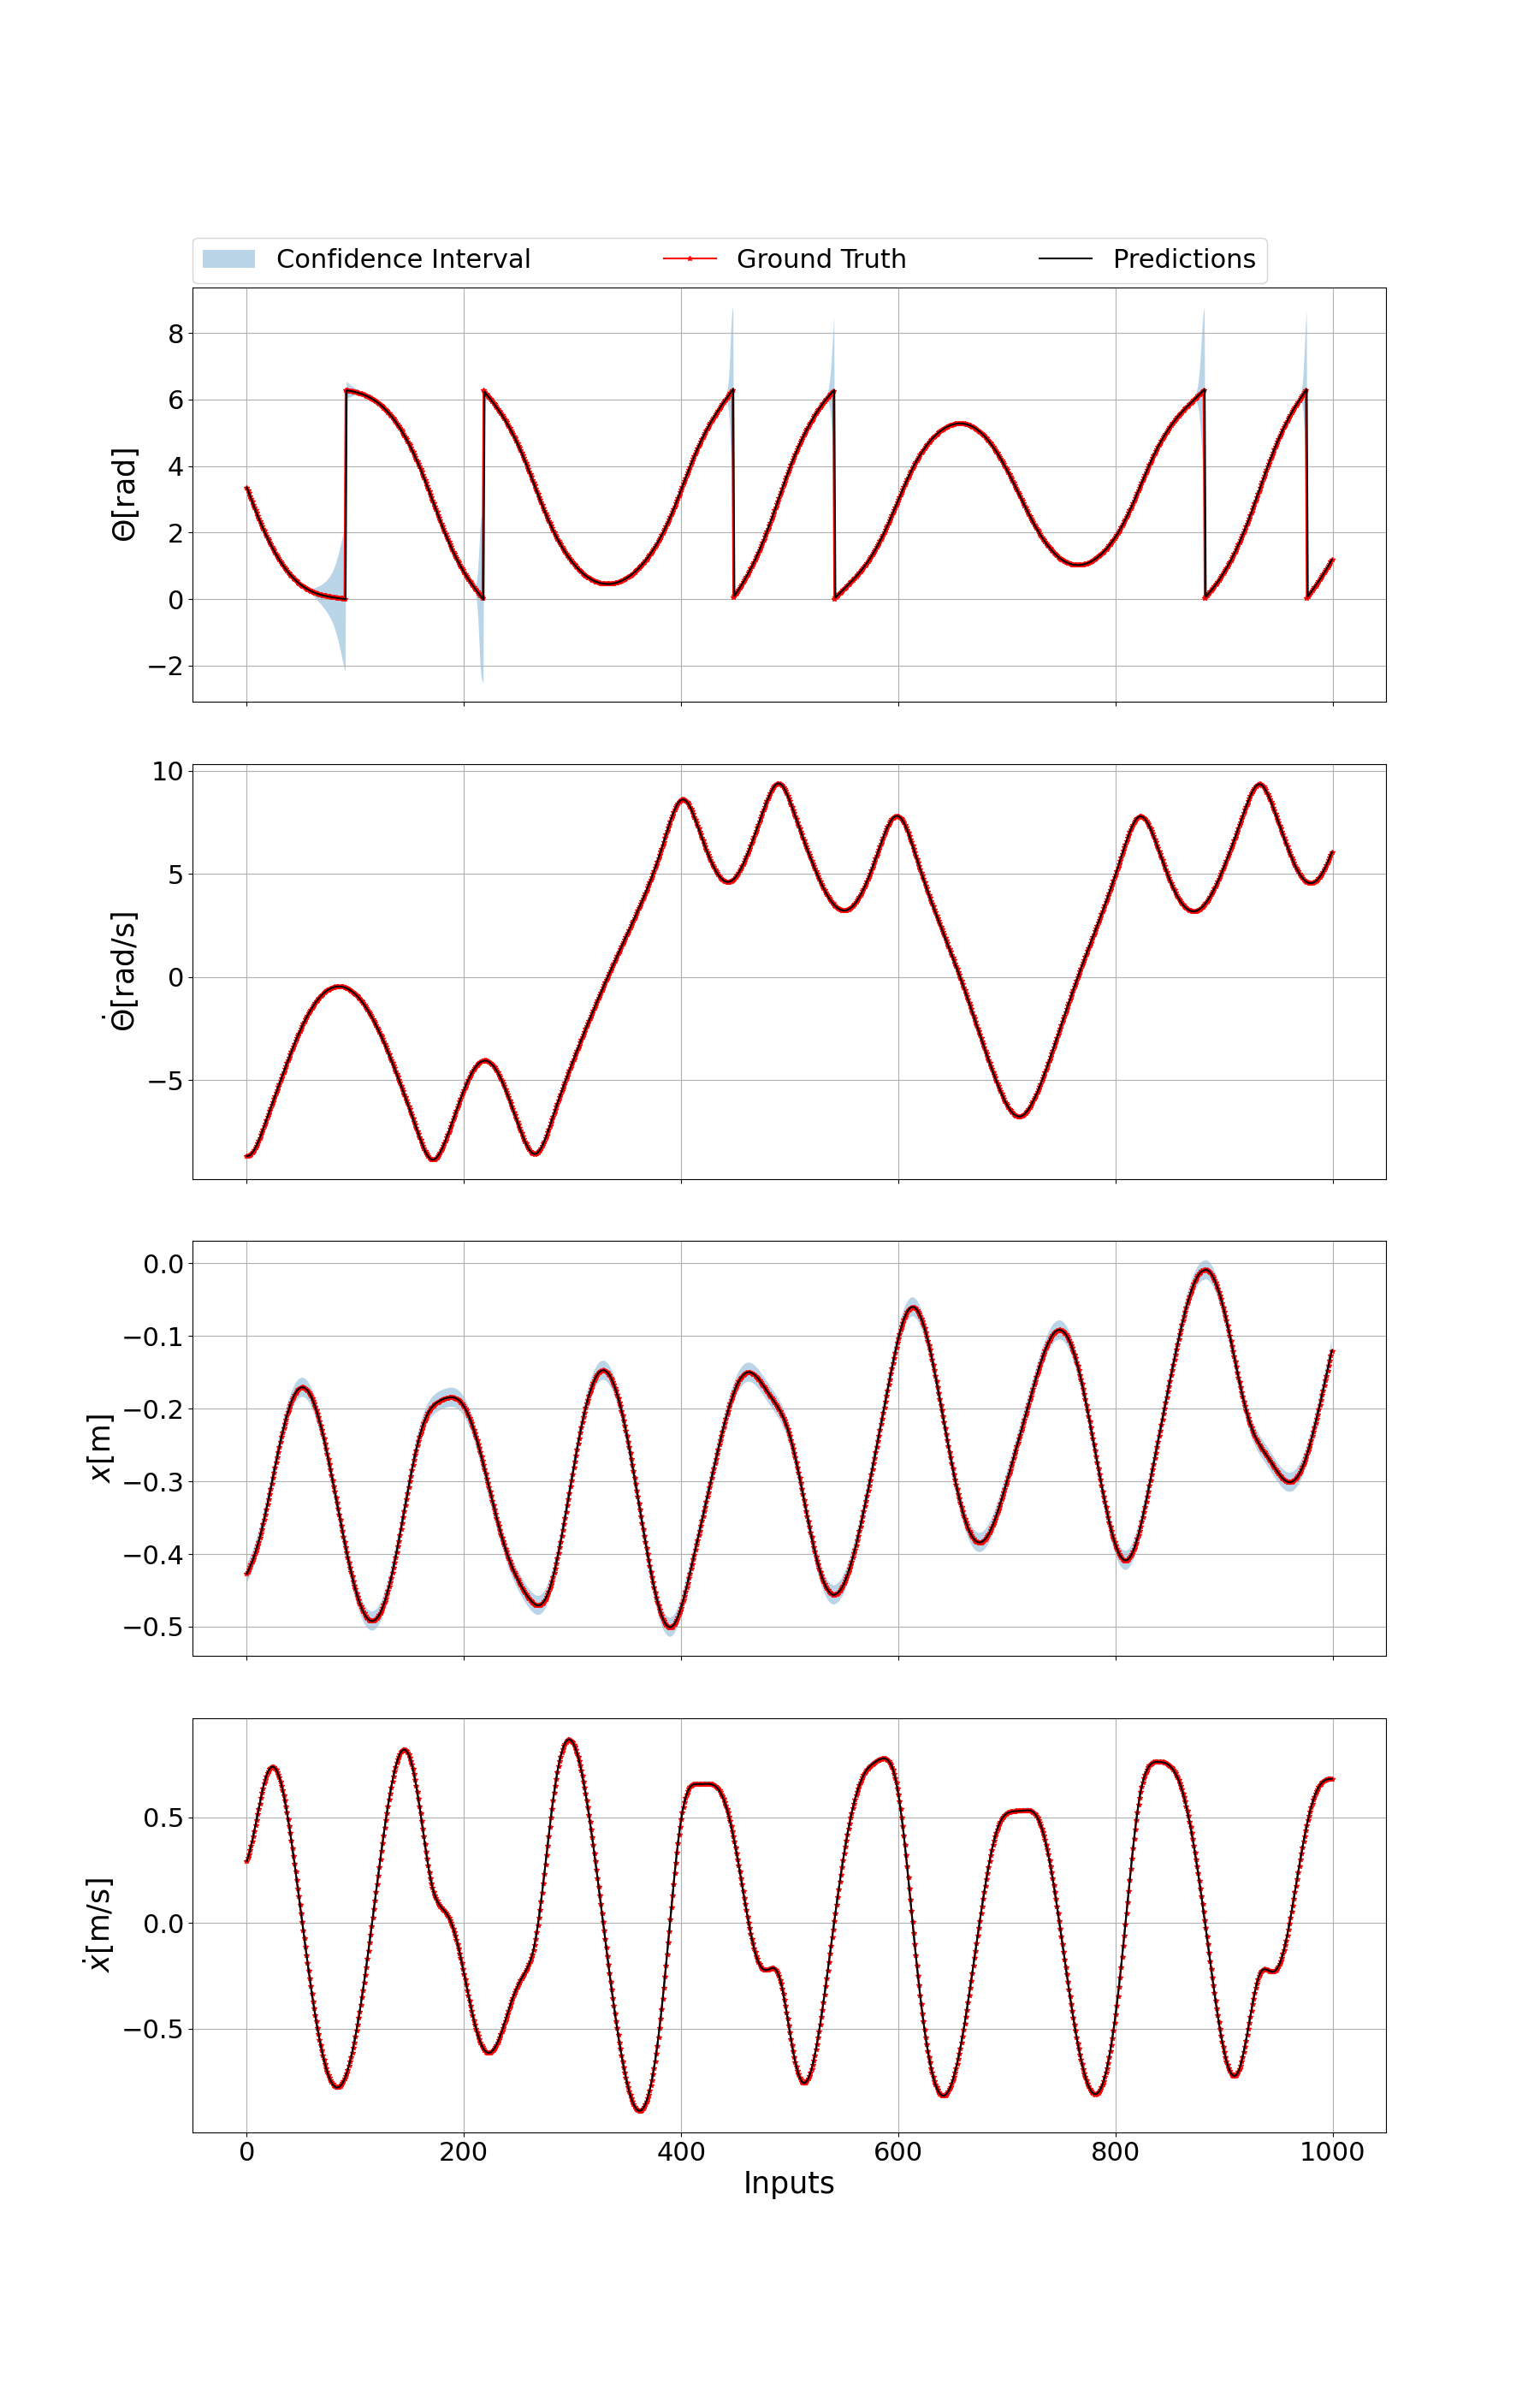 Confidence Interval Ground Truth Predictions
8
6
4
2
0
−2
Θ[rad]
10
5
0
−5
Θ̇[rad/s]
0.0
−0.1
−0.2
−0.3
−0.4
−0.5
x[m]
0.5
0.0
−0.5
ẋ[m/s]
0 200 400 600 800 1000
Inputs